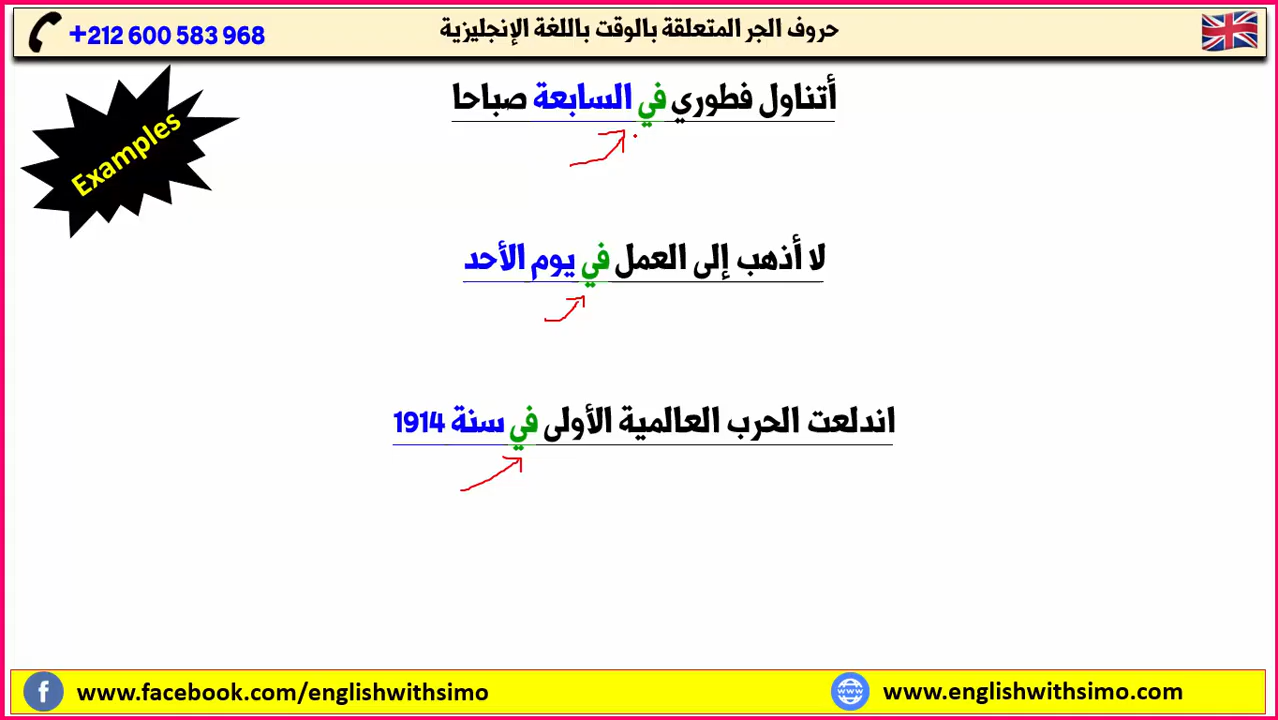 +212 600 583 968
حروف الجر المتعلقة بالوقت باللغة الإنجليزية
Examples
أتناول فطوري في السابعة صباحا
لا أذهب إلى العمل في يوم الأحد
اندلعت الحرب العالمية الأولى في سنة 1914
www.facebook.com/englishwithsimo
www.englishwithsimo.com